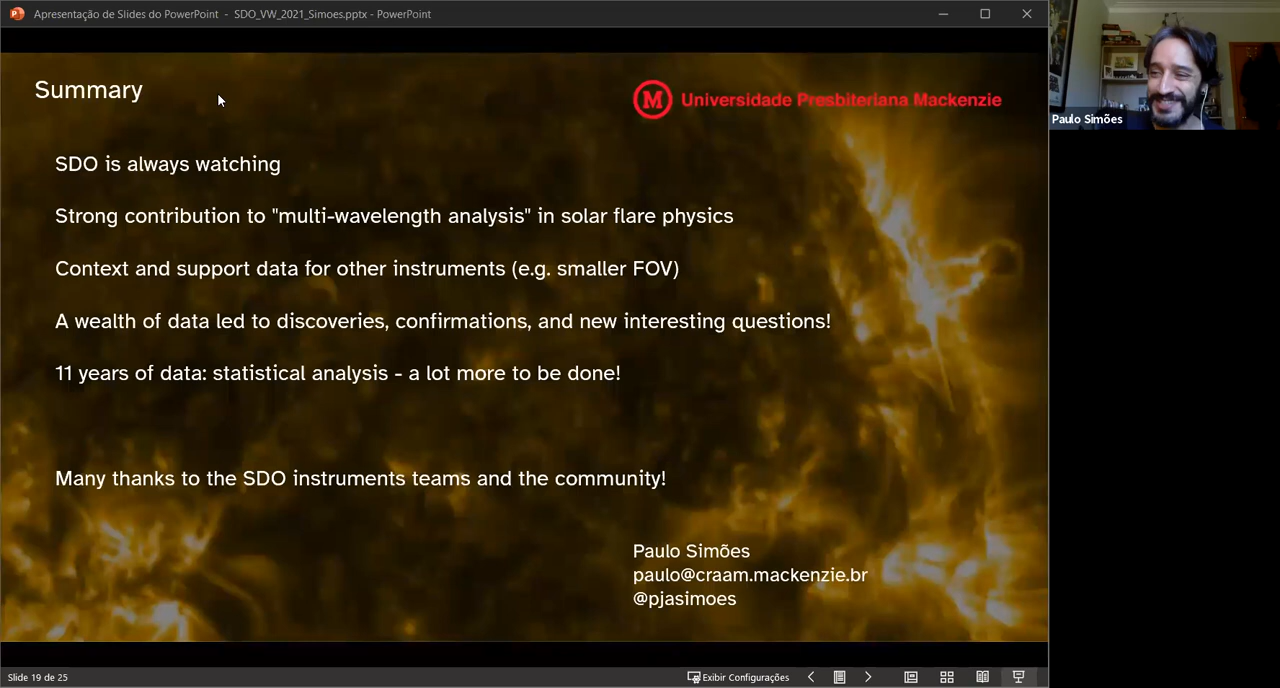 Apresentação de Slides do PowerPoint - SDO_VW_2021_Simoes.pptx - PowerPoint
Summary
M Universidade Presbiteriana Mackenzie
Paulo Simões
SDO is always watching
Strong contribution to "multi-wavelength analysis" in solar flare physics
Context and support data for other instruments (e.g. smaller FOV)
A wealth of data led to discoveries, confirmations, and new interesting questions!
11 years of data: statistical analysis - a lot more to be done!
Many thanks to the SDO instruments teams and the community!
Paulo Simões
paulo@craam.mackenzie.br
@pjasimoes
Slide 19 de 25
Exibir Configurações